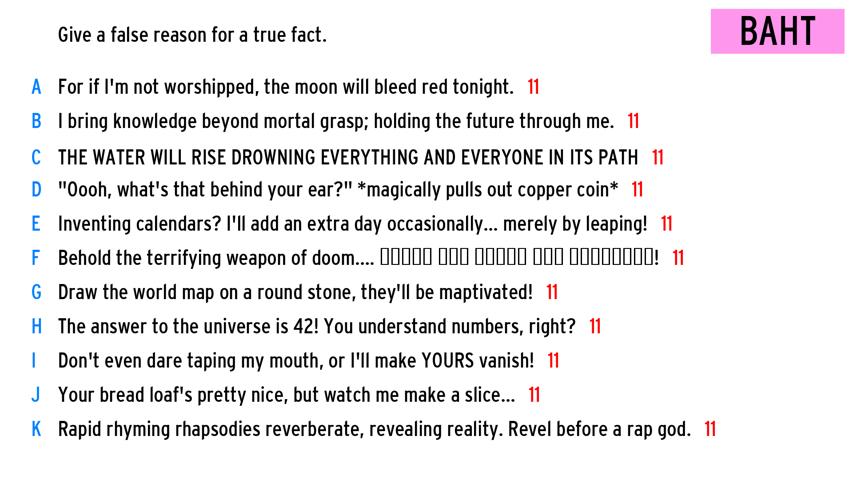 Give a false reason for a true fact.
BAHT
A For if I'm not worshipped, the moon will bleed red tonight. 11
B I bring knowledge beyond mortal grasp; holding the future through me. 11
C THE WATER WILL RISE DROWNING EVERYTHING AND EVERYONE IN ITS PATH 11
D "Oooh, what's that behind your ear?" *magically pulls out copper coin* 11
E Inventing calendars? I'll add an extra day occasionally... merely by leaping! 11
F Behold the terrifying weapon of doom.... ! 11
G Draw the world map on a round stone, they'll be maptivated! 11
H The answer to the universe is 42! You understand numbers, right? 11
I Don't even dare taping my mouth, or I'll make YOURS vanish! 11
J Your bread loaf's pretty nice, but watch me make a slice... 11
K Rapid rhyming rhapsodies reverberate, revealing reality. Revel before a rap god. 11